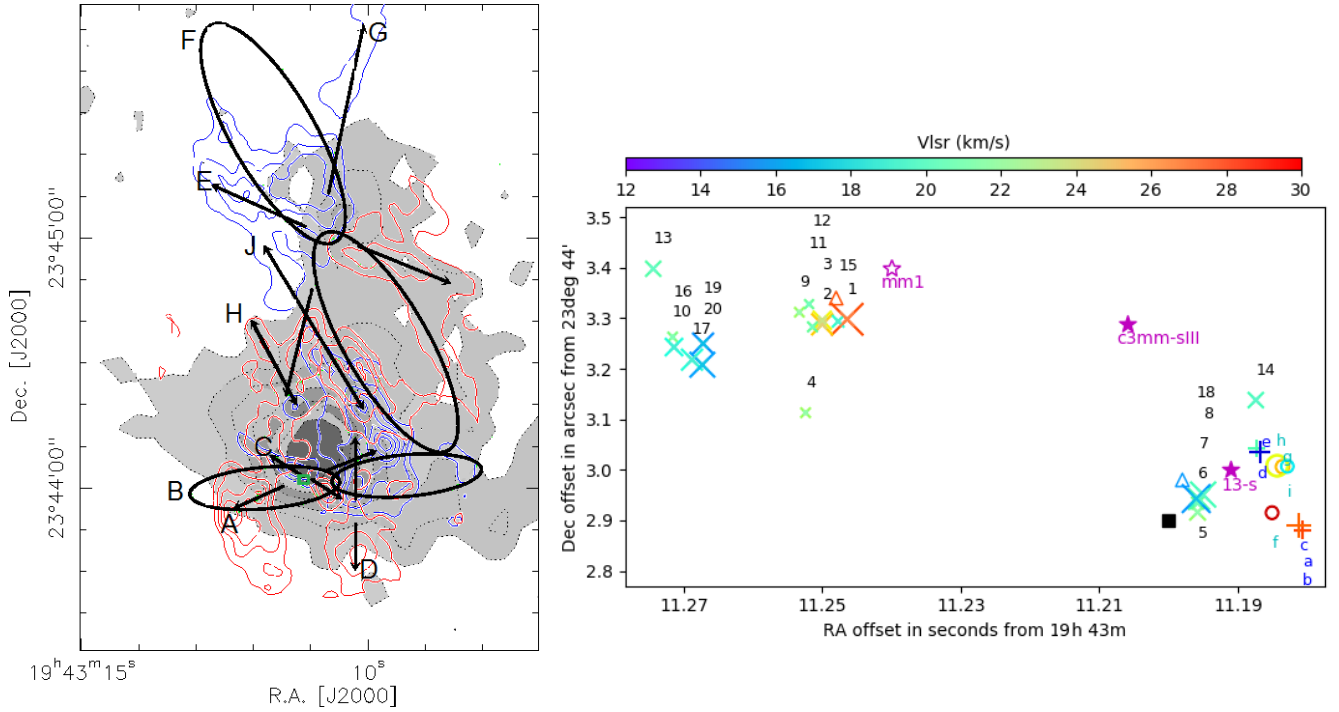 F
G
E
J
H
C
B
A
D
23°45'00"
23°44'00"
Dec. [J2000]
19h43m15s
10s
R.A. [J2000]
Vlsr (km/s)
12 14 16 18 20 22 24 26 28 30
3.5
3.4
3.3
3.2
3.1
3.0
2.9
2.8
Dec offset in arcsec from 23deg 44'
12
13
11
3 15
mm1
16 19
9
2 1
10 20
c3mm-sIII
17
4
14
18
8
7
e h
g
6
d
13-s
i
5
f
c
a
b
11.27 11.25 11.23 11.21 11.19
RA offset in seconds from 19h 43m